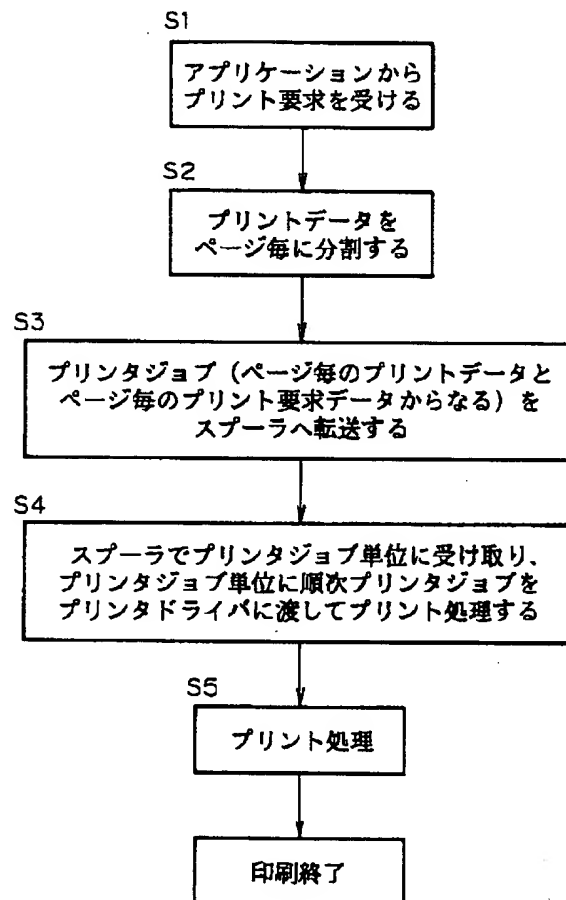 S1
アプリケーションから
プリント要求を受ける
S2
プリントデータを
ページ毎に分割する
S3
プリンタジョブ（ページ毎のプリントデータと
ページ毎のプリント要求データからなる）を
スプーラへ転送する
S4
スプーラでプリンタジョブ単位に受け取り、
プリンタジョブ単位に順次プリンタジョブを
プリンタドライバに渡してプリント処理する
S5
プリント処理
印刷終了